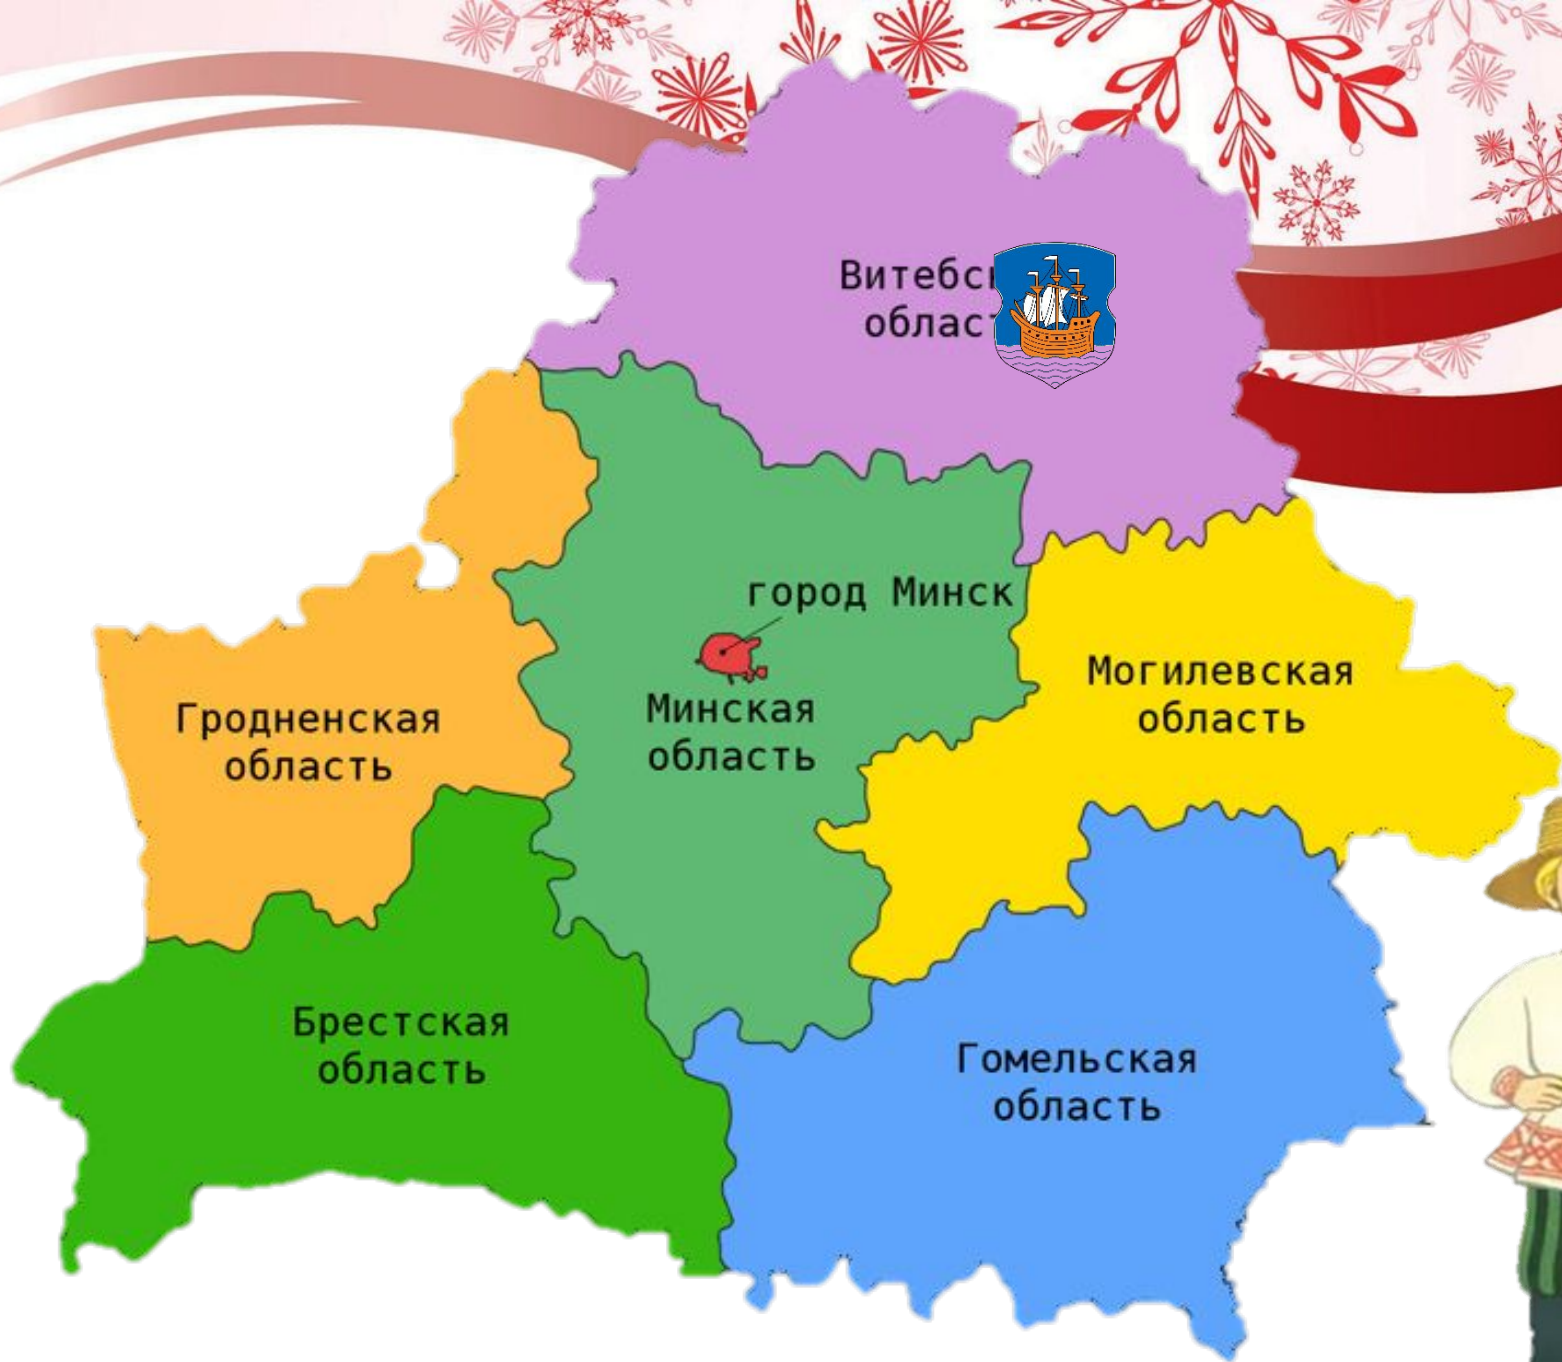 Витебс
облас
город Минск
Могилевская
область
Минская
область
Гродненская
область
Брестская
область
Гомельская
область